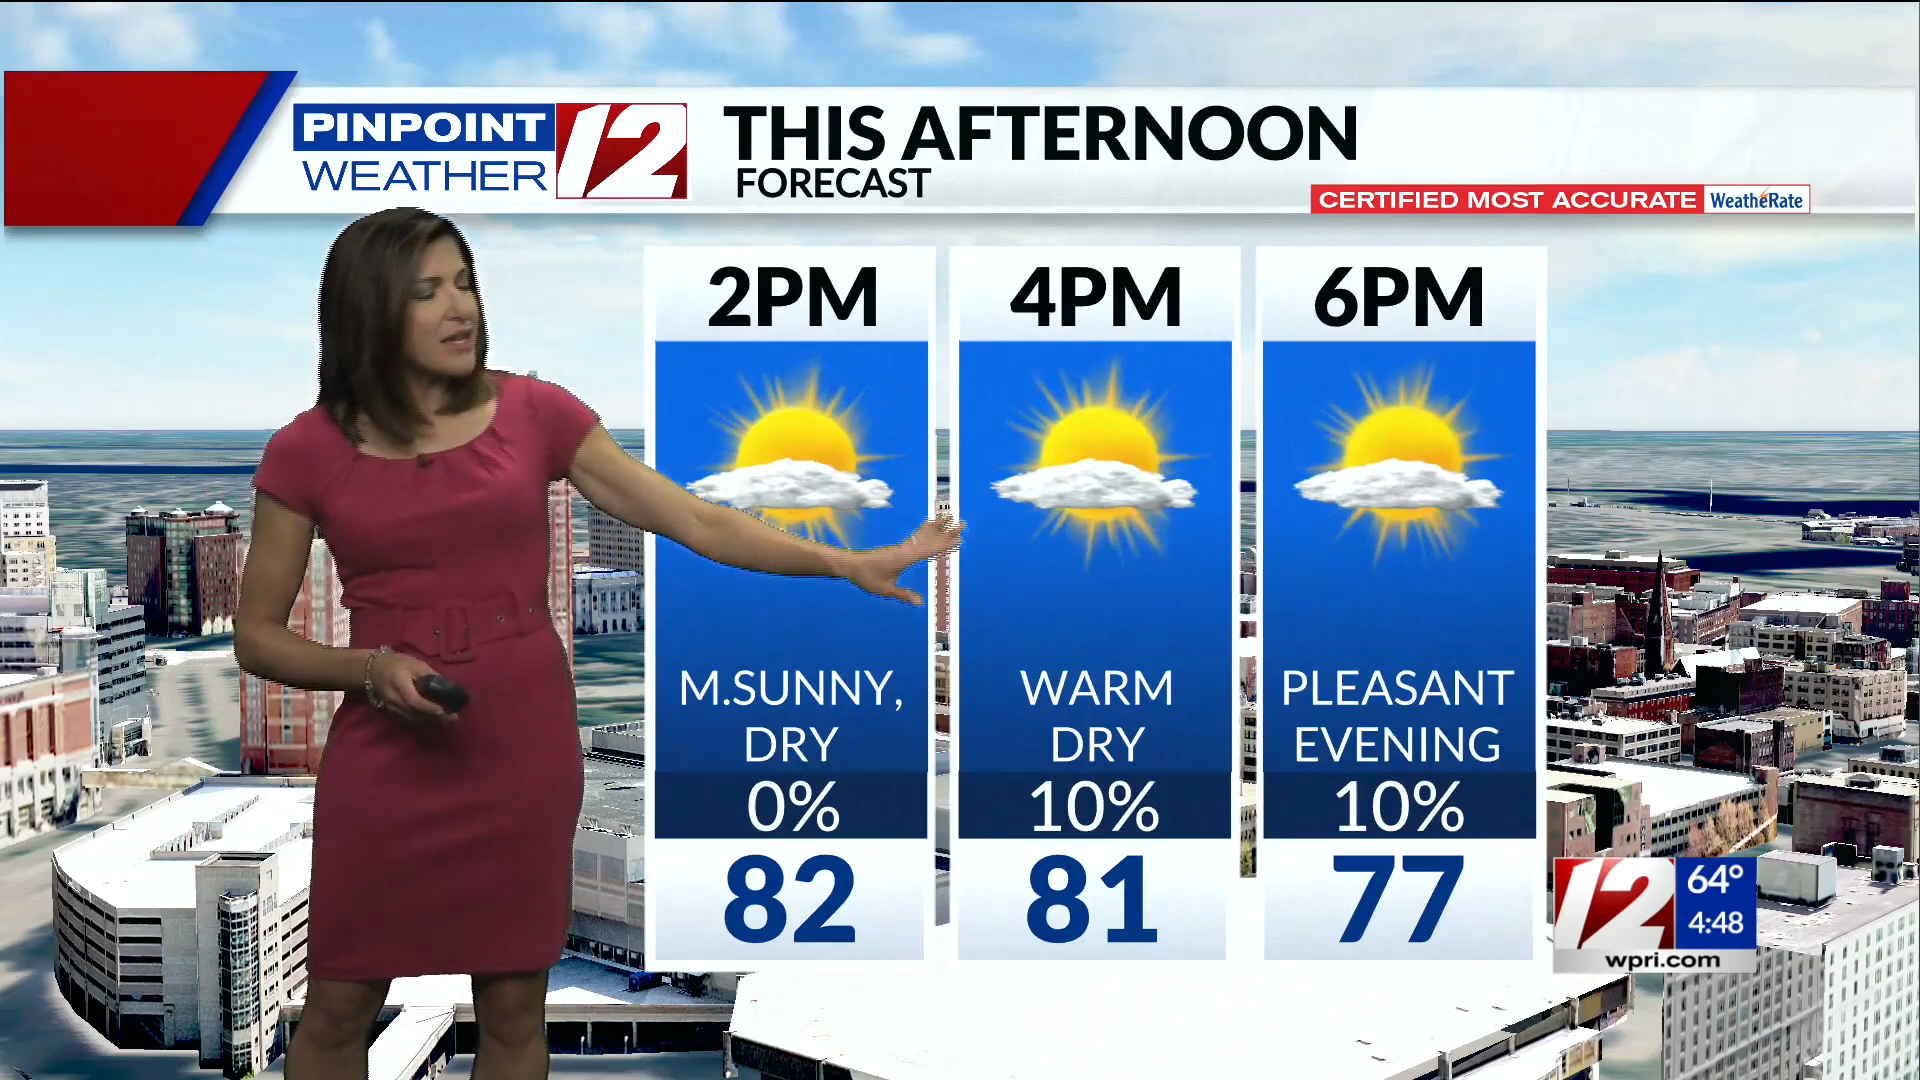 PINPOINT
WEATHER
12
THIS AFTERNOON
FORECAST
CERTIFIED MOST ACCURATE WeatheRate
2PM
M.SUNNY,
DRY
0%
82
4PM
WARM
DRY
10%
81
6PM
PLEASANT
EVENING
10%
77
12
64°
4:48
wpri.com